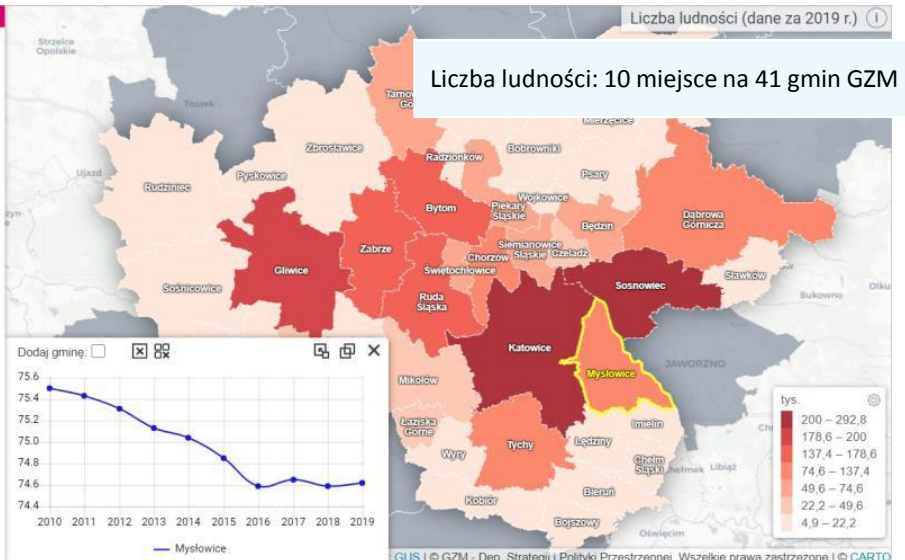 Liczba ludności (dane za 2019 r.) i
Liczba ludności: 10 miejsce na 41 gmin GZM
Strzelce
Opolskie
Toszek
Mierzęcice
Zbrosławice
Radzionków
Bobrowniki
Ujazd
Rudziniec
Pyskowice
Psary
Wojkowice
Bytom
Piekary
Śląskie
Będzin
Dąbrowa
Górnicza
Zabrze
Siemianowice
Śląskie
Chorzów
Czeladź
Świętochłowice
Gliwice
Sławków
Sośnicowice
Sosnowiec
Bukowno
Ruda
Śląska
Katowice
JAWORZNO
Mysłowice
Mikołów
Łaziska
Górne
Imielin
Lędziny
Tychy
Wyry
Chełm
Śląski
Chełmek
Libiąż
Bieruń
Kobiór
Bojszowy
Oświęcim
Dodaj gminę:
75.6
75.4
75.2
75.0
74.8
74.6
74.4
2010 2011 2012 2013 2014 2015 2016 2017 2018 2019
Mysłowice
tys.
200 – 292,8
178,6 – 200
137,4 – 178,6
74,6 – 137,4
49,6 – 74,6
22,2 – 49,6
4,9 – 22,2
GUS | © GZM - Dep. Strategii i Polityki Przestrzennej. Wszelkie prawa zastrzeżone | © CARTO